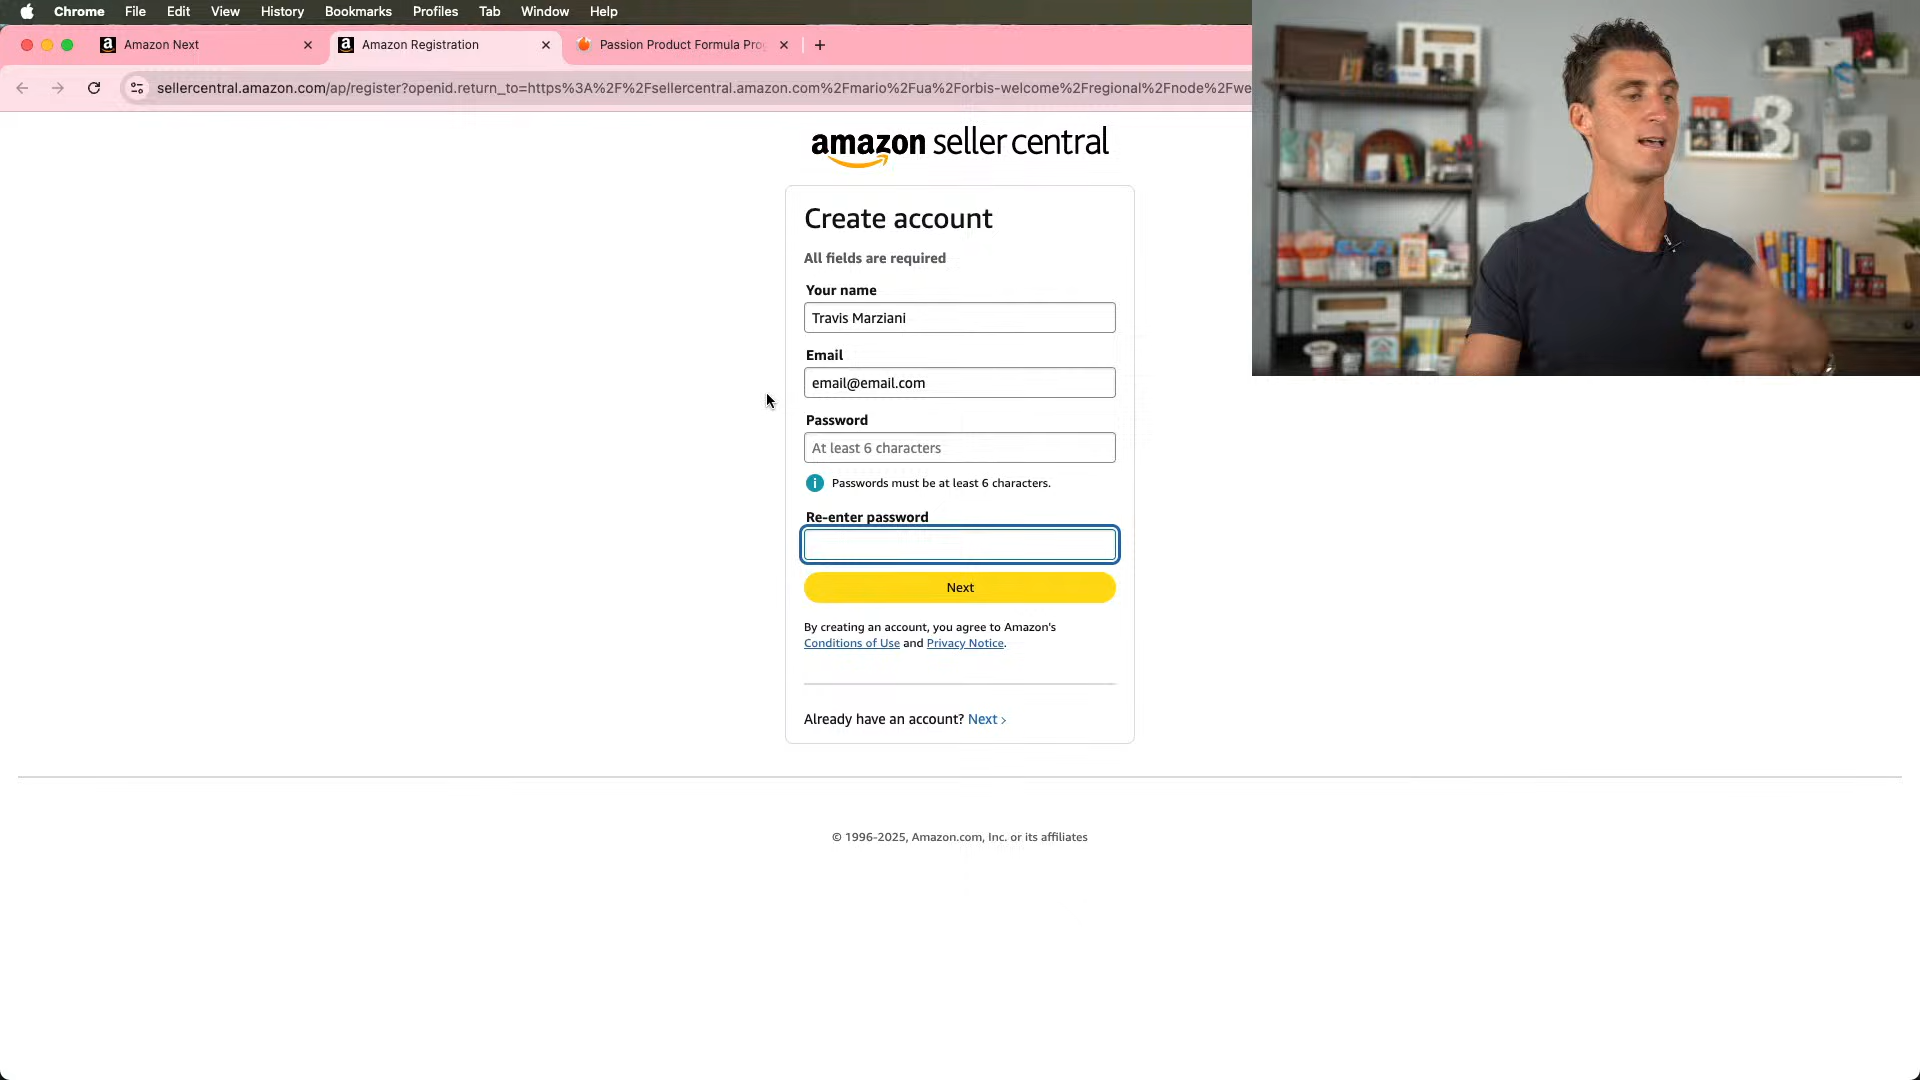 Chrome File Edit View History Bookmarks Profiles Tab Window Help
Amazon Next
Amazon Registration
Passion Product Formula Pro
sellercentral.amazon.com/ap/register?openid.return_to=https%3A%2F%2Fsellercentral.amazon.com%2Fmario%2Fua%2Forbis-welcome%2Fregional%2Fnode%2Fwe
amazon seller central
Create account
All fields are required
Your name
Travis Marziani
Email
email@email.com
Password
At least 6 characters
i Passwords must be at least 6 characters.
Re-enter password
Next
By creating an account, you agree to Amazon's
Conditions of Use and Privacy Notice.
Already have an account? Next ›
© 1996-2025, Amazon.com, Inc. or its affiliates